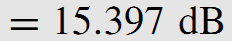 = 15.397 dB